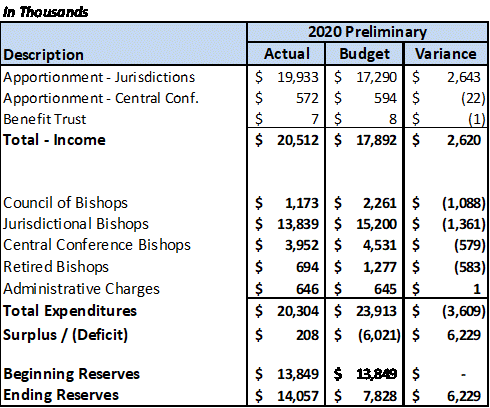 In Thousands
2020 Preliminary
Description Actual Budget Variance
Apportionment - Jurisdictions $ 19,933 $ 17,290 $ 2,643
Apportionment - Central Conf. $ 572 $ 594 $ (22)
Benefit Trust $ 7 $ 8 $ (1)
Total - Income $ 20,512 $ 17,892 $ 2,620
Council of Bishops $ 1,173 $ 2,261 $ (1,088)
Jurisdictional Bishops $ 13,839 $ 15,200 $ (1,361)
Central Conference Bishops $ 3,952 $ 4,531 $ (579)
Retired Bishops $ 694 $ 1,277 $ (583)
Administrative Charges $ 646 $ 645 $ 1
Total Expenditures $ 20,304 $ 23,913 $ (3,609)
Surplus / (Deficit) $ 208 $ (6,021) $ 6,229
Beginning Reserves $ 13,849 $ 13,849 $ -
Ending Reserves $ 14,057 $ 7,828 $ 6,229